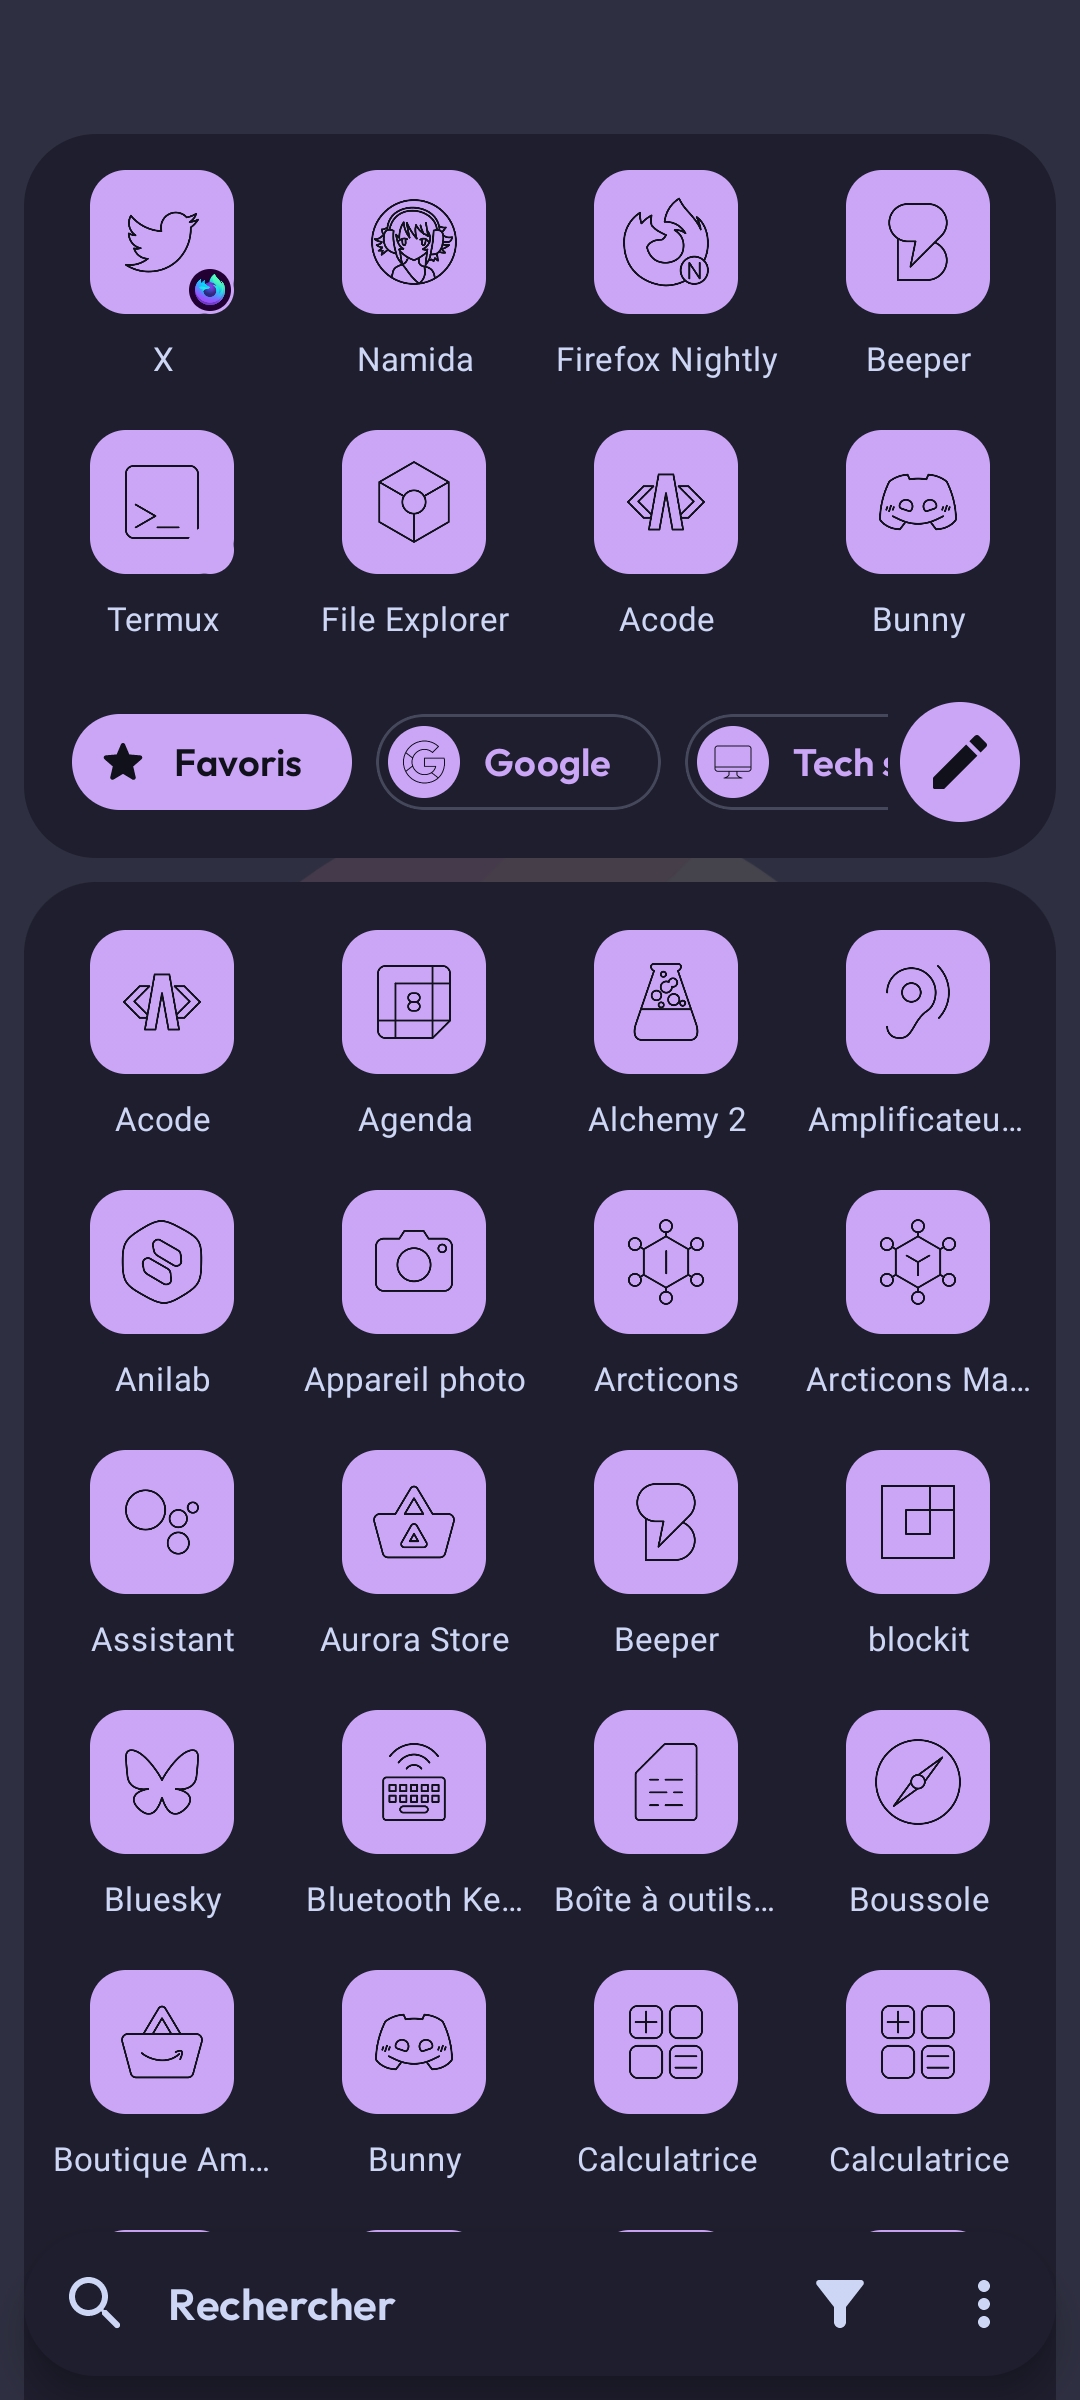 X
Namida
Firefox Nightly
Beeper
Termux
File Explorer
Acode
Bunny
Favoris
Google
Tech
Acode
Agenda
Alchemy 2
Amplificateu...
Anilab
Appareil photo
Arcticons
Arcticons Ma...
Assistant
Aurora Store
Beeper
blockit
Bluesky
Bluetooth Ke...
Boîte à outils...
Boussole
Boutique Am...
Bunny
Calculatrice
Calculatrice
Rechercher